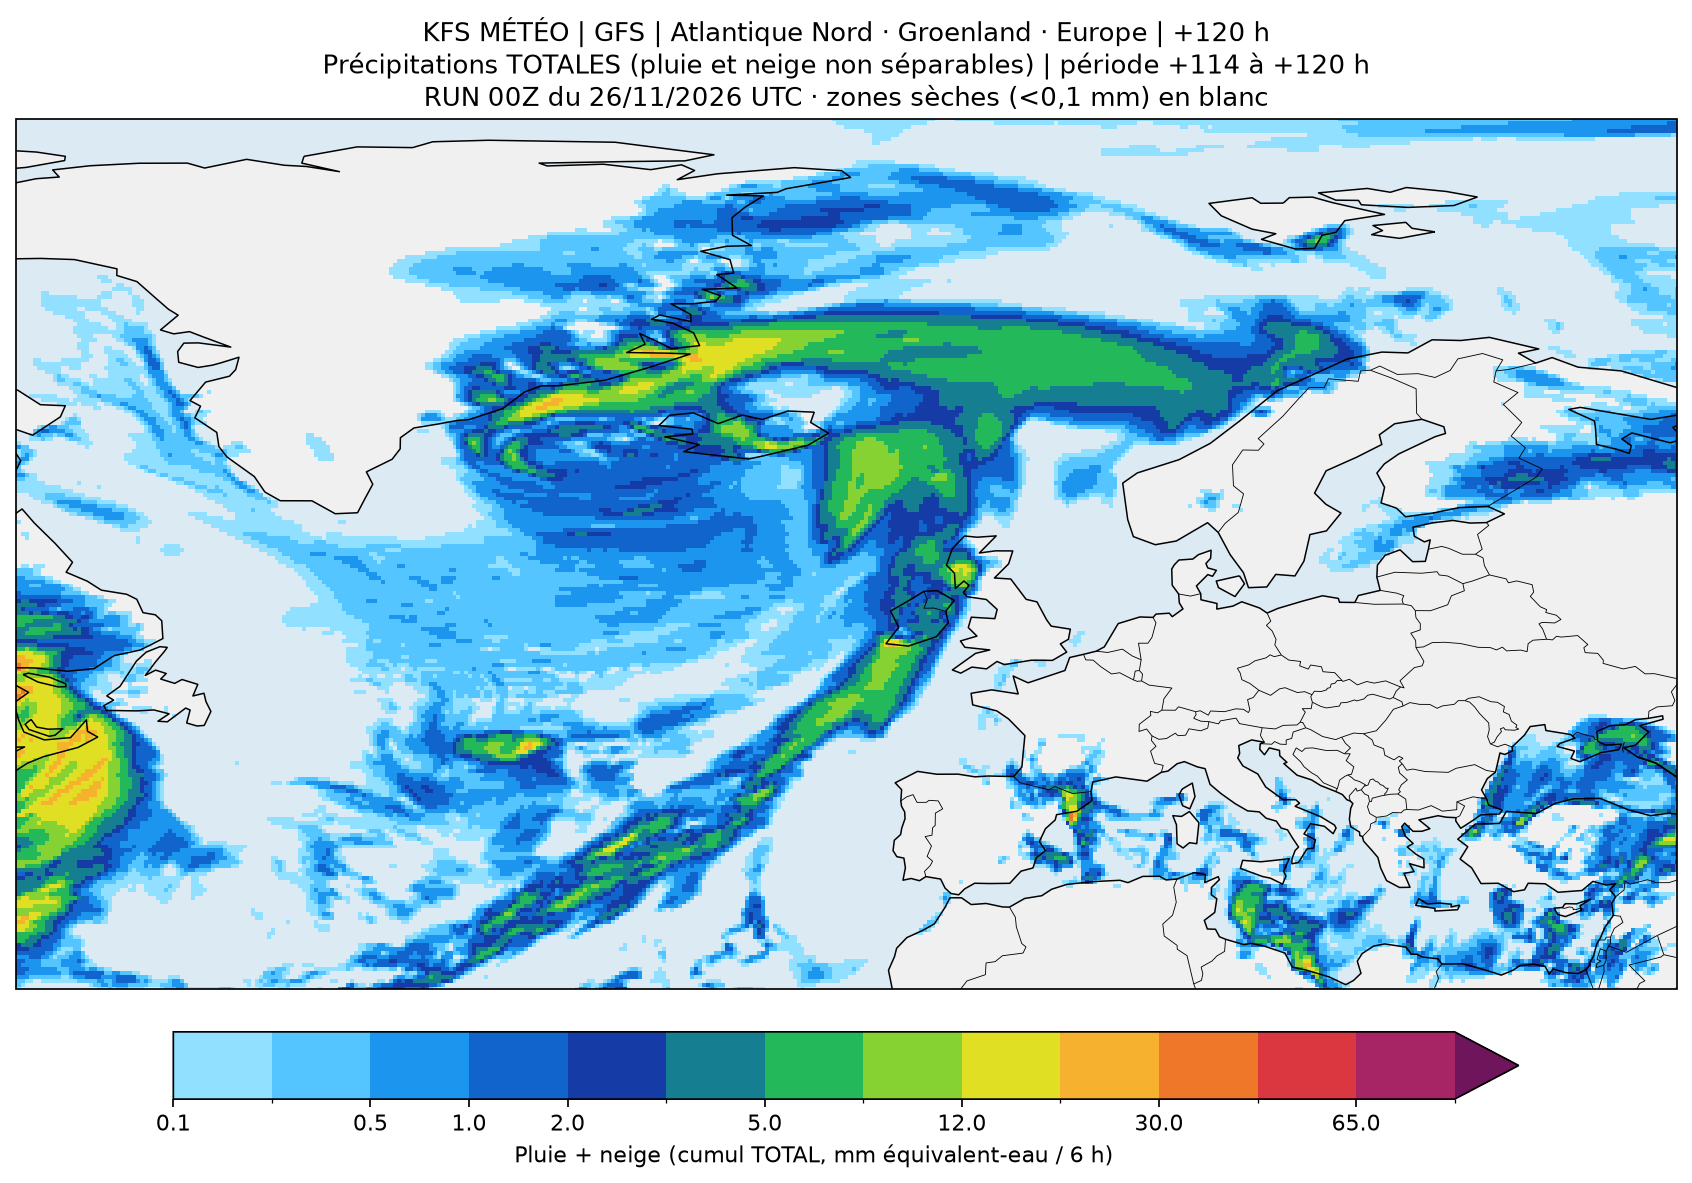 KFS MÉTÉO | GFS | Atlantique Nord · Groenland · Europe | +120 h
Précipitations TOTALES (pluie et neige non séparables) | période +114 à +120 h
RUN 00Z du 26/11/2026 UTC · zones sèches (<0,1 mm) en blanc
0.1 0.5 1.0 2.0 5.0 12.0 30.0 65.0
Pluie + neige (cumul TOTAL, mm équivalent-eau / 6 h)